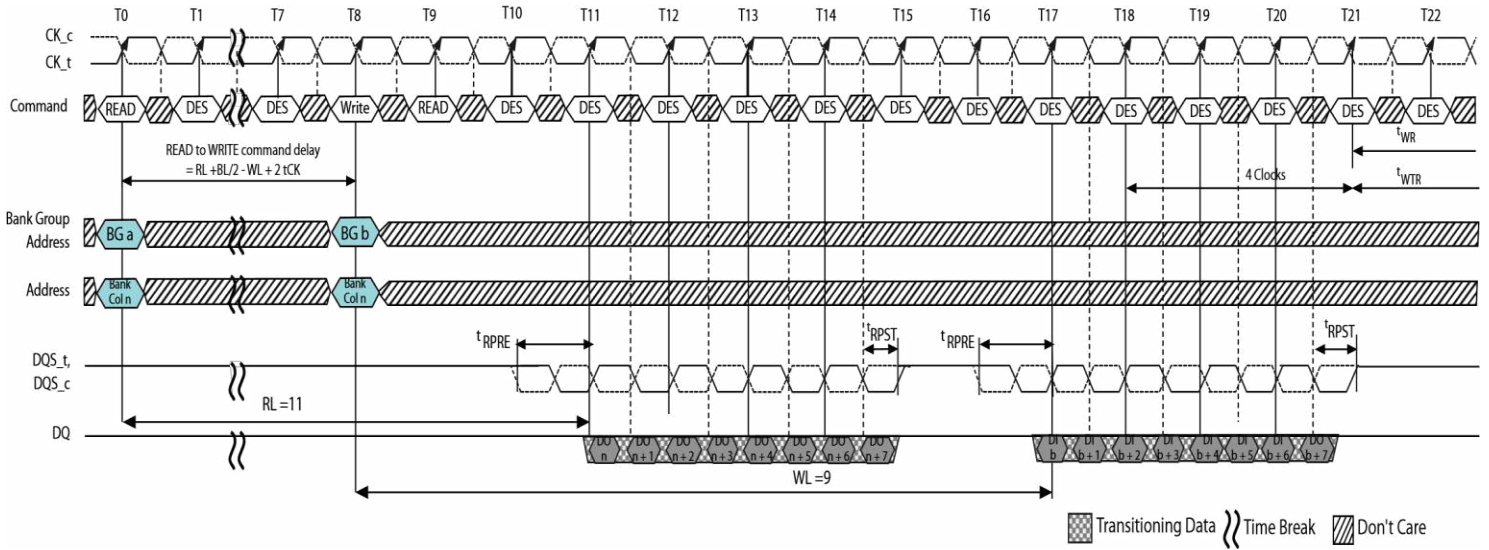 T0 T1 T7 T8 T9 T10 T11 T12 T13 T14 T15 T16 T17 T18 T19 T20 T21 T22
CK_c
CK_t
Command READ DES DES Write READ DES DES DES DES DES DES DES DES DES DES DES DES DES
READ to WRITE command delay
= RL +BL/2 - WL + 2 tCK
tWR
4 Clocks
tWTR
Bank Group
Address
BG a BG b
Address
Bank
Col n
Bank
Col n
tRPRE tRPST tRPRE tRPST
DQS_t,
DQS_c
RL =11
DQ
DO
n
DO
n + 1
DO
n + 2
DO
n + 3
DO
n + 4
DO
n + 5
DO
n + 6
DO
n + 7
DI
b
DI
b + 1
DI
b + 2
DI
b + 3
DI
b + 4
DI
b + 5
DI
b + 6
DO
b + 7
WL =9
Transitioning Data Time Break Don't Care